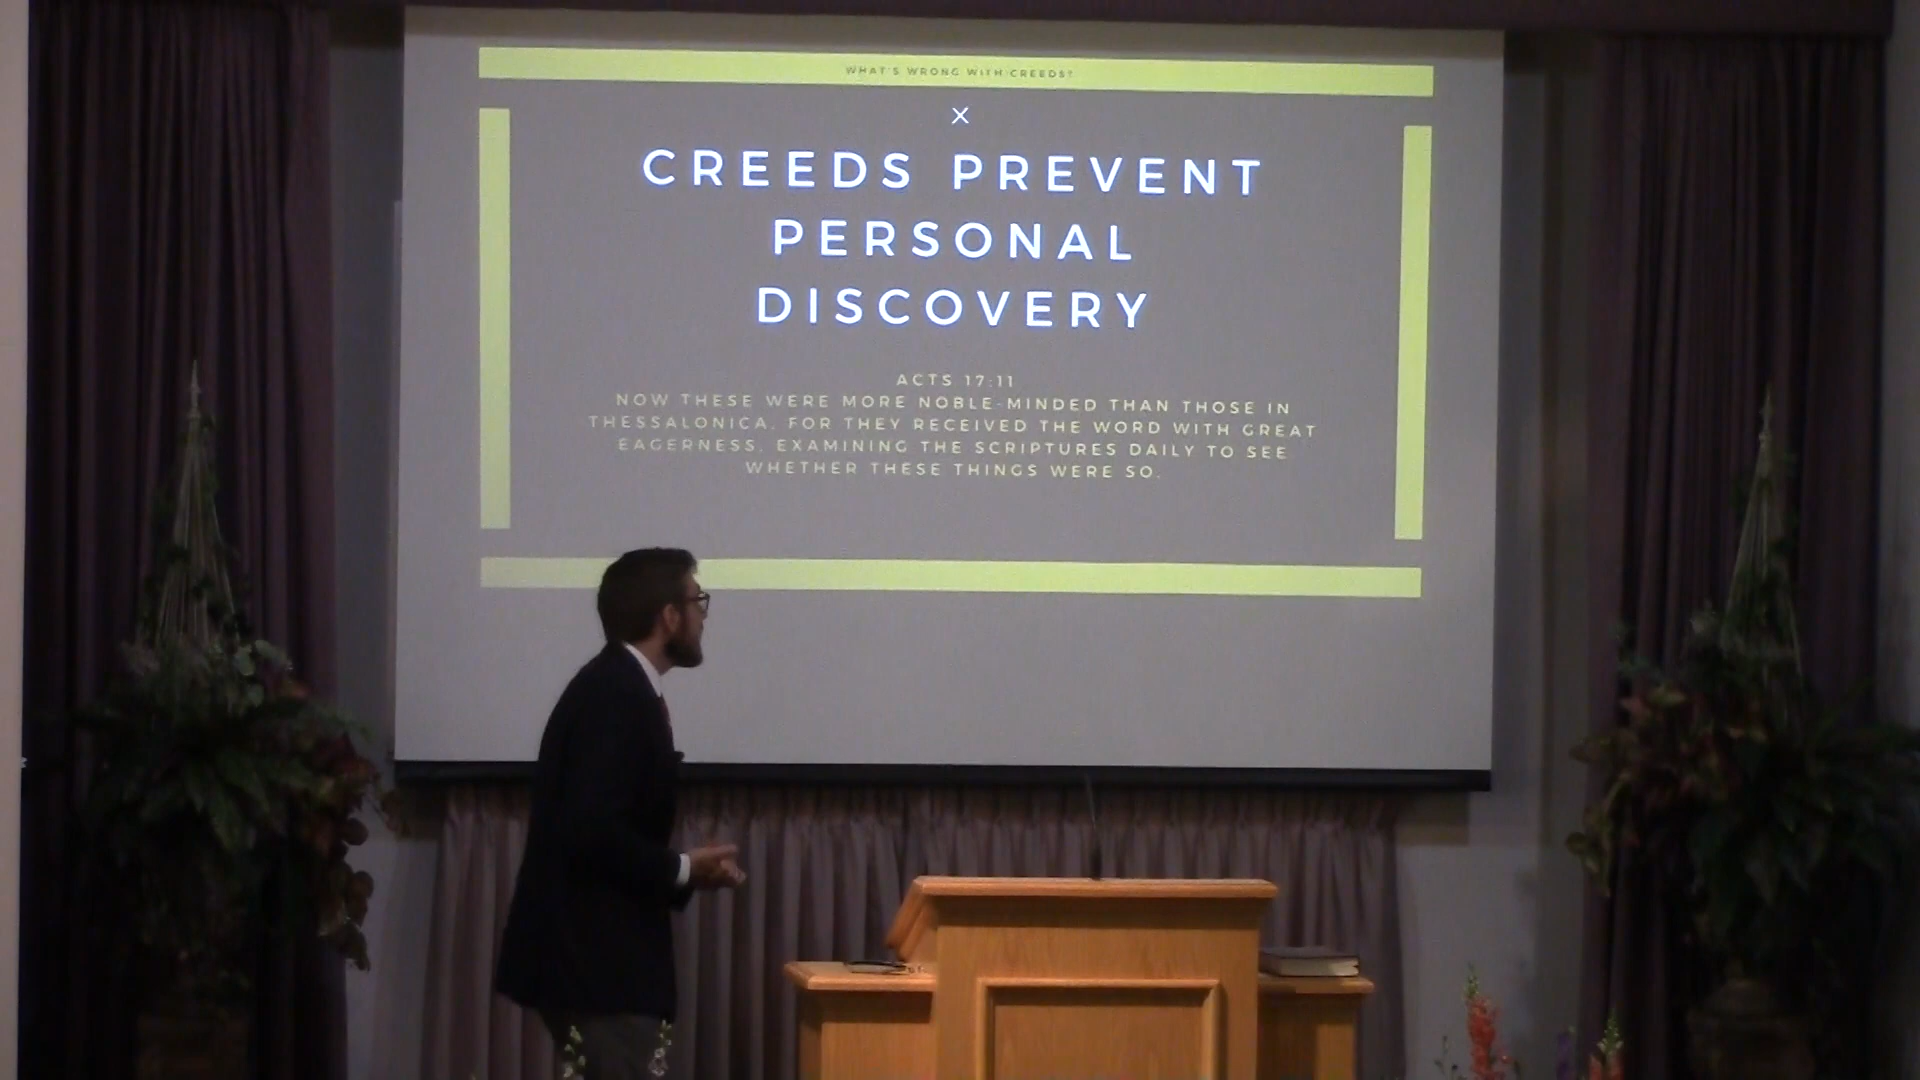 WHAT'S WRONG WITH CREEDS?
X
CREEDS PREVENT
PERSONAL
DISCOVERY
ACTS 17:11
NOW THESE WERE MORE NOBLE-MINDED THAN THOSE IN
THESSALONICA, FOR THEY RECEIVED THE WORD WITH GREAT
EAGERNESS, EXAMINING THE SCRIPTURES DAILY TO SEE
WHETHER THESE THINGS WERE SO.